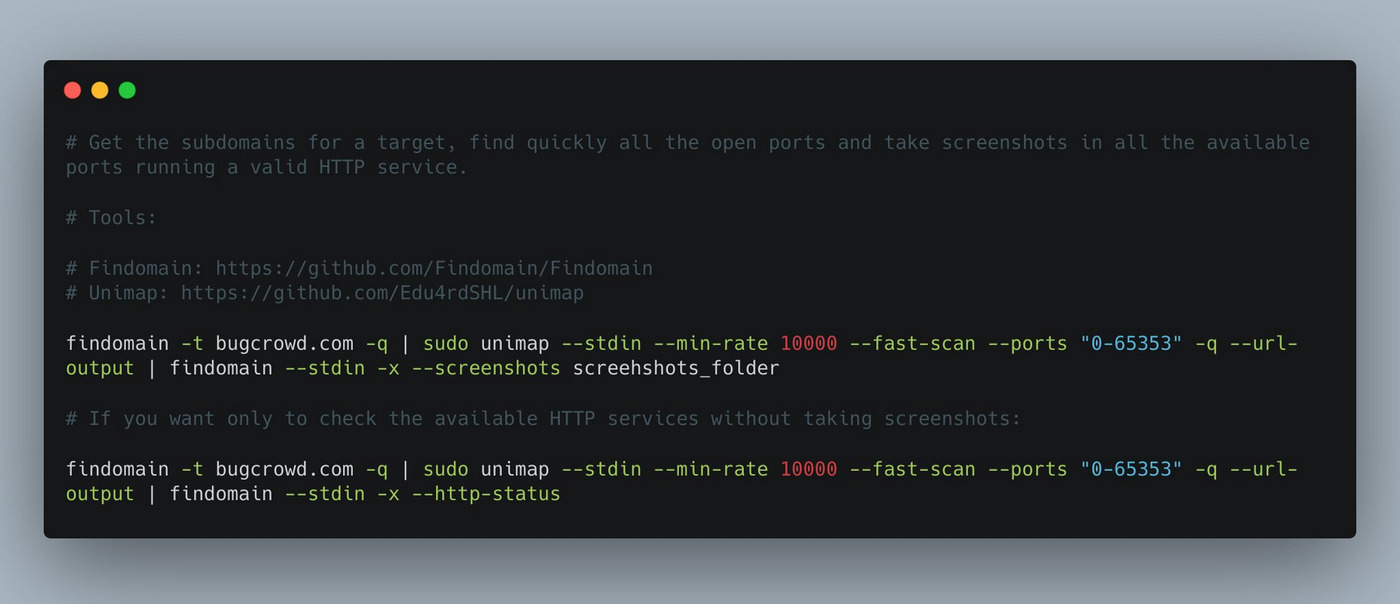 # Get the subdomains for a target, find quickly all the open ports and take screenshots in all the available
ports running a valid HTTP service.
# Tools:
# Findomain: https://github.com/Findomain/Findomain
# Unimap: https://github.com/Edu4rdSHL/unimap
findomain -t bugcrowd.com -q | sudo unimap --stdin --min-rate 10000 --fast-scan --ports "0-65353" -q --url-
output | findomain --stdin -x --screenshots screehshots_folder
# If you want only to check the available HTTP services without taking screenshots:
findomain -t bugcrowd.com -q | sudo unimap --stdin --min-rate 10000 --fast-scan --ports "0-65353" -q --url-
output | findomain --stdin -x --http-status